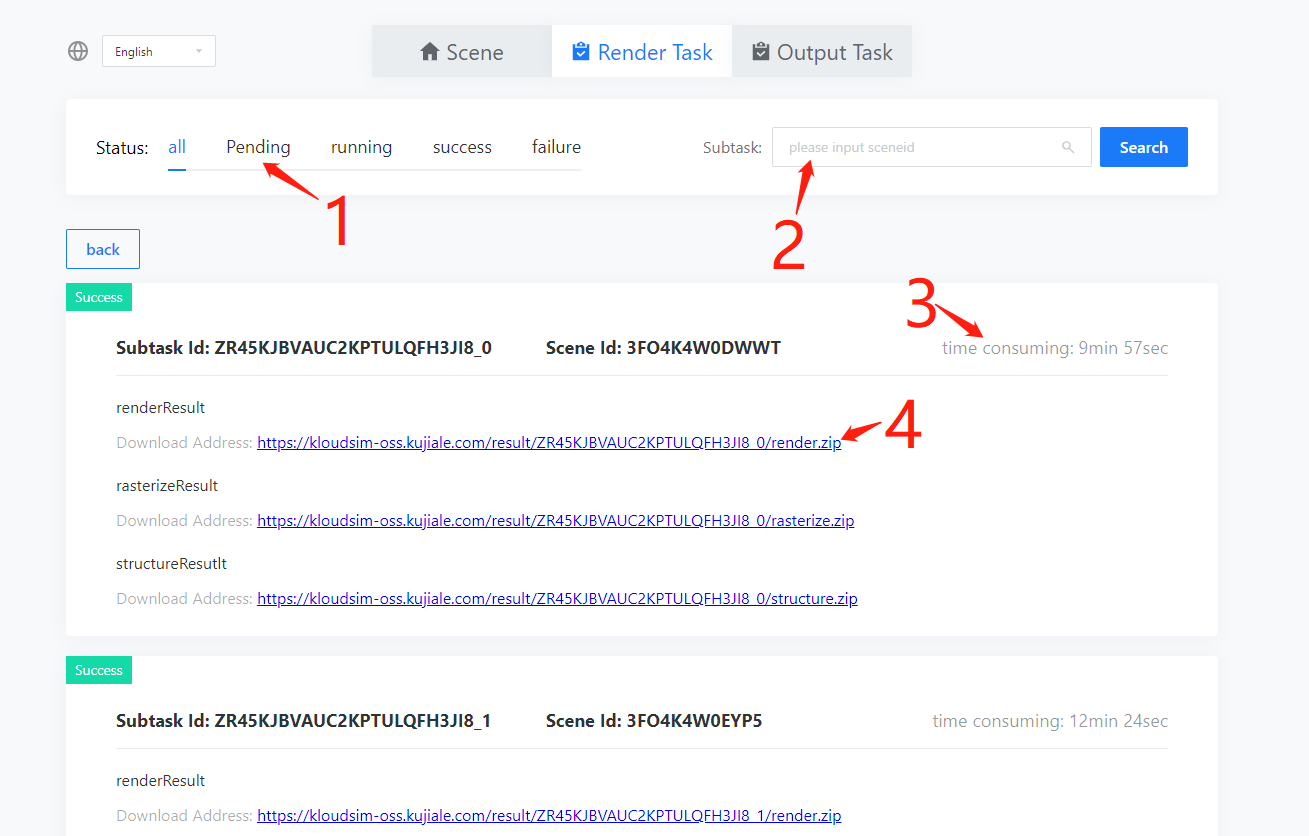 English
Scene
Render Task
Output Task
Status: all Pending running success failure
Subtask: please input sceneid
Search
1
2
back
3
Success
Subtask Id: ZR45KJBVAUC2KPTULQFH3JI8_0 Scene Id: 3FO4K4W0DWWT time consuming: 9min 57sec
renderResult
4
Download Address: https://kloudsim-oss.kujiale.com/result/ZR45KJBVAUC2KPTULQFH3JI8_0/render.zip
rasterizeResult
Download Address: https://kloudsim-oss.kujiale.com/result/ZR45KJBVAUC2KPTULQFH3JI8_0/rasterize.zip
structureResutlt
Download Address: https://kloudsim-oss.kujiale.com/result/ZR45KJBVAUC2KPTULQFH3JI8_0/structure.zip
Success
Subtask Id: ZR45KJBVAUC2KPTULQFH3JI8_1 Scene Id: 3FO4K4W0EYP5 time consuming: 12min 24sec
renderResult
Download Address: https://kloudsim-oss.kujiale.com/result/ZR45KJBVAUC2KPTULQFH3JI8_1/render.zip